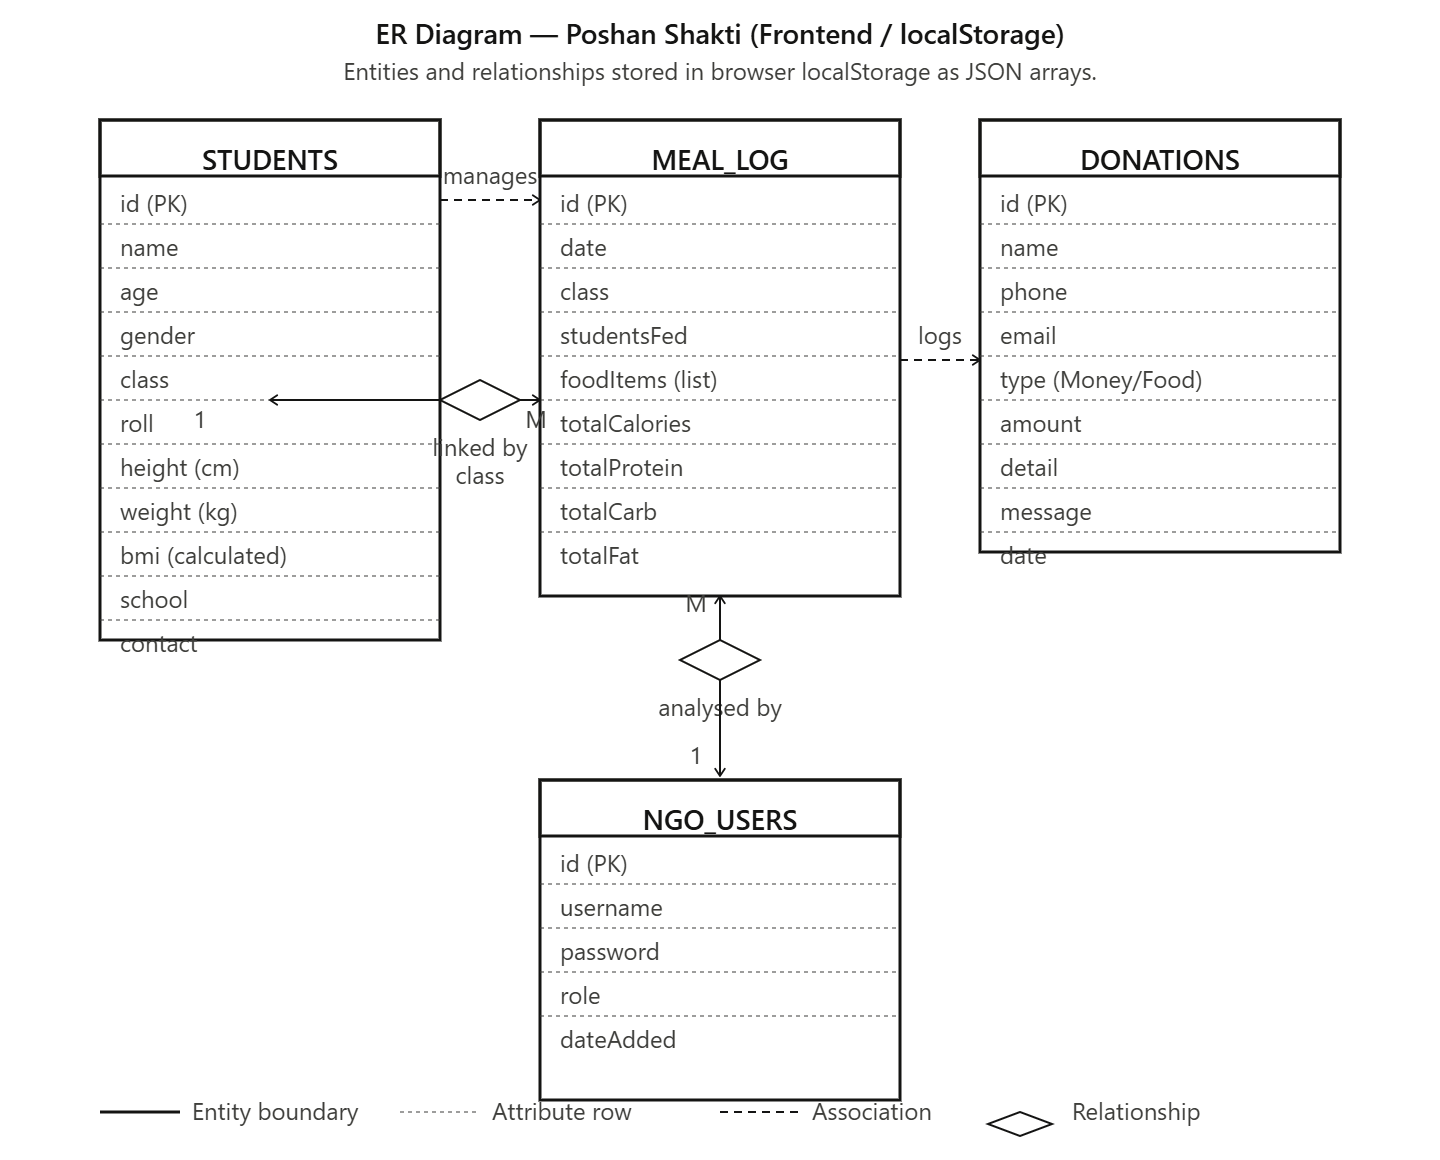 ER Diagram — Poshan Shakti (Frontend / localStorage)
Entities and relationships stored in browser localStorage as JSON arrays.
STUDENTS
id (PK)
name
age
gender
class
roll
height (cm)
weight (kg)
bmi (calculated)
school
contact
manages
1
M
linked by
class
MEAL_LOG
id (PK)
date
class
studentsFed
foodItems (list)
totalCalories
totalProtein
totalCarb
totalFat
logs
DONATIONS
id (PK)
name
phone
email
type (Money/Food)
amount
detail
message
date
M
analysed by
1
NGO_USERS
id (PK)
username
password
role
dateAdded
Entity boundary
Attribute row
Association
Relationship